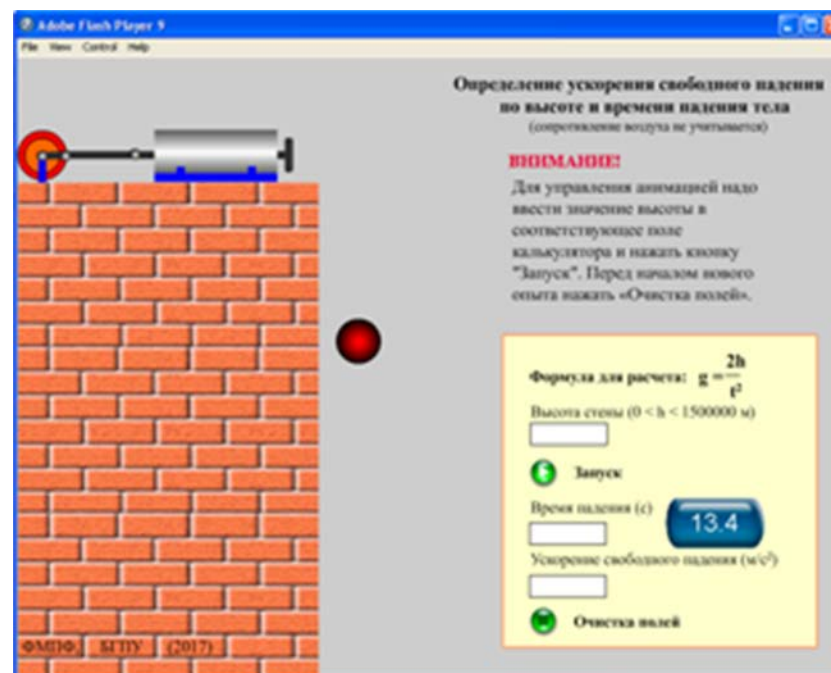 Adobe Flash Player 9
File View Control Help
Определение ускорения свободного падения
по высоте и времени падения тела
(сопротивление воздуха не учитывается)
ВНИМАНИЕ!
Для управления анимацией надо
ввести значение высоты в
соответствующее поле
калькулятора и нажать кнопку
"Запуск". Перед началом нового
опыта нажать «Очистка полей».
Формула для расчета: g = 2h/t²
Высота стены (0 < h < 1500000 м)
Запуск
Время падения (с)
13.4
Ускорение свободного падения (м/с²)
Очистка полей
ФМПФ, БГПУ (2017)